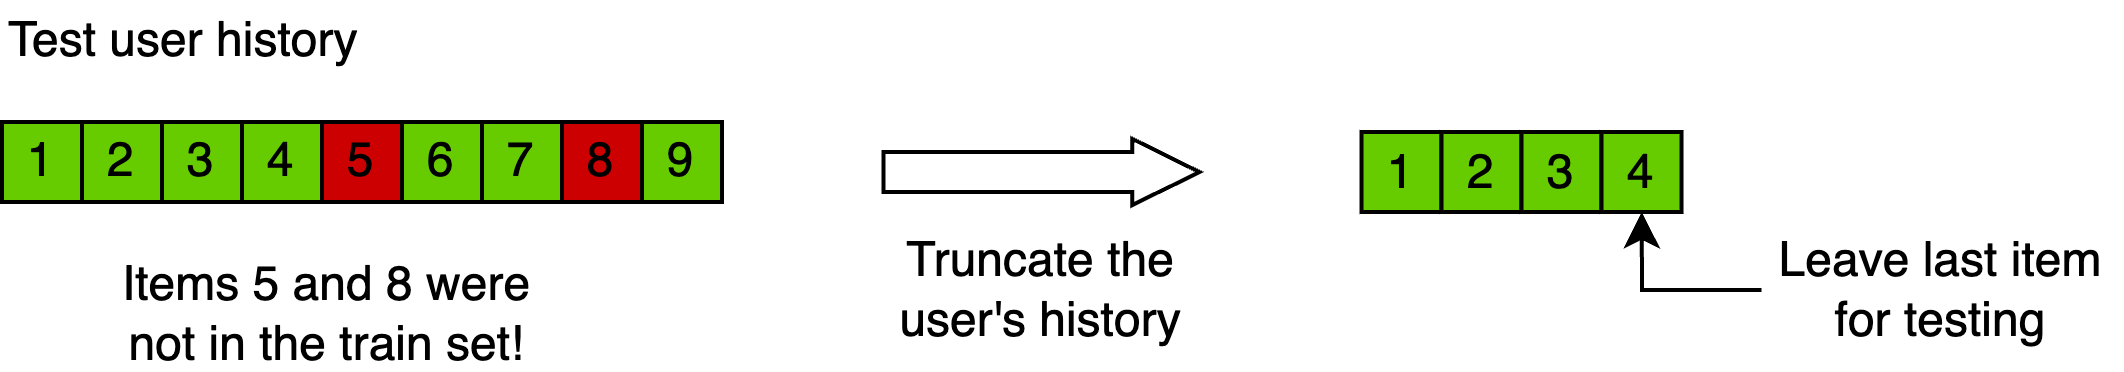 Test user history
1 2 3 4 5 6 7 8 9
1 2 3 4
Items 5 and 8 were
not in the train set!
Truncate the
user's history
Leave last item
for testing